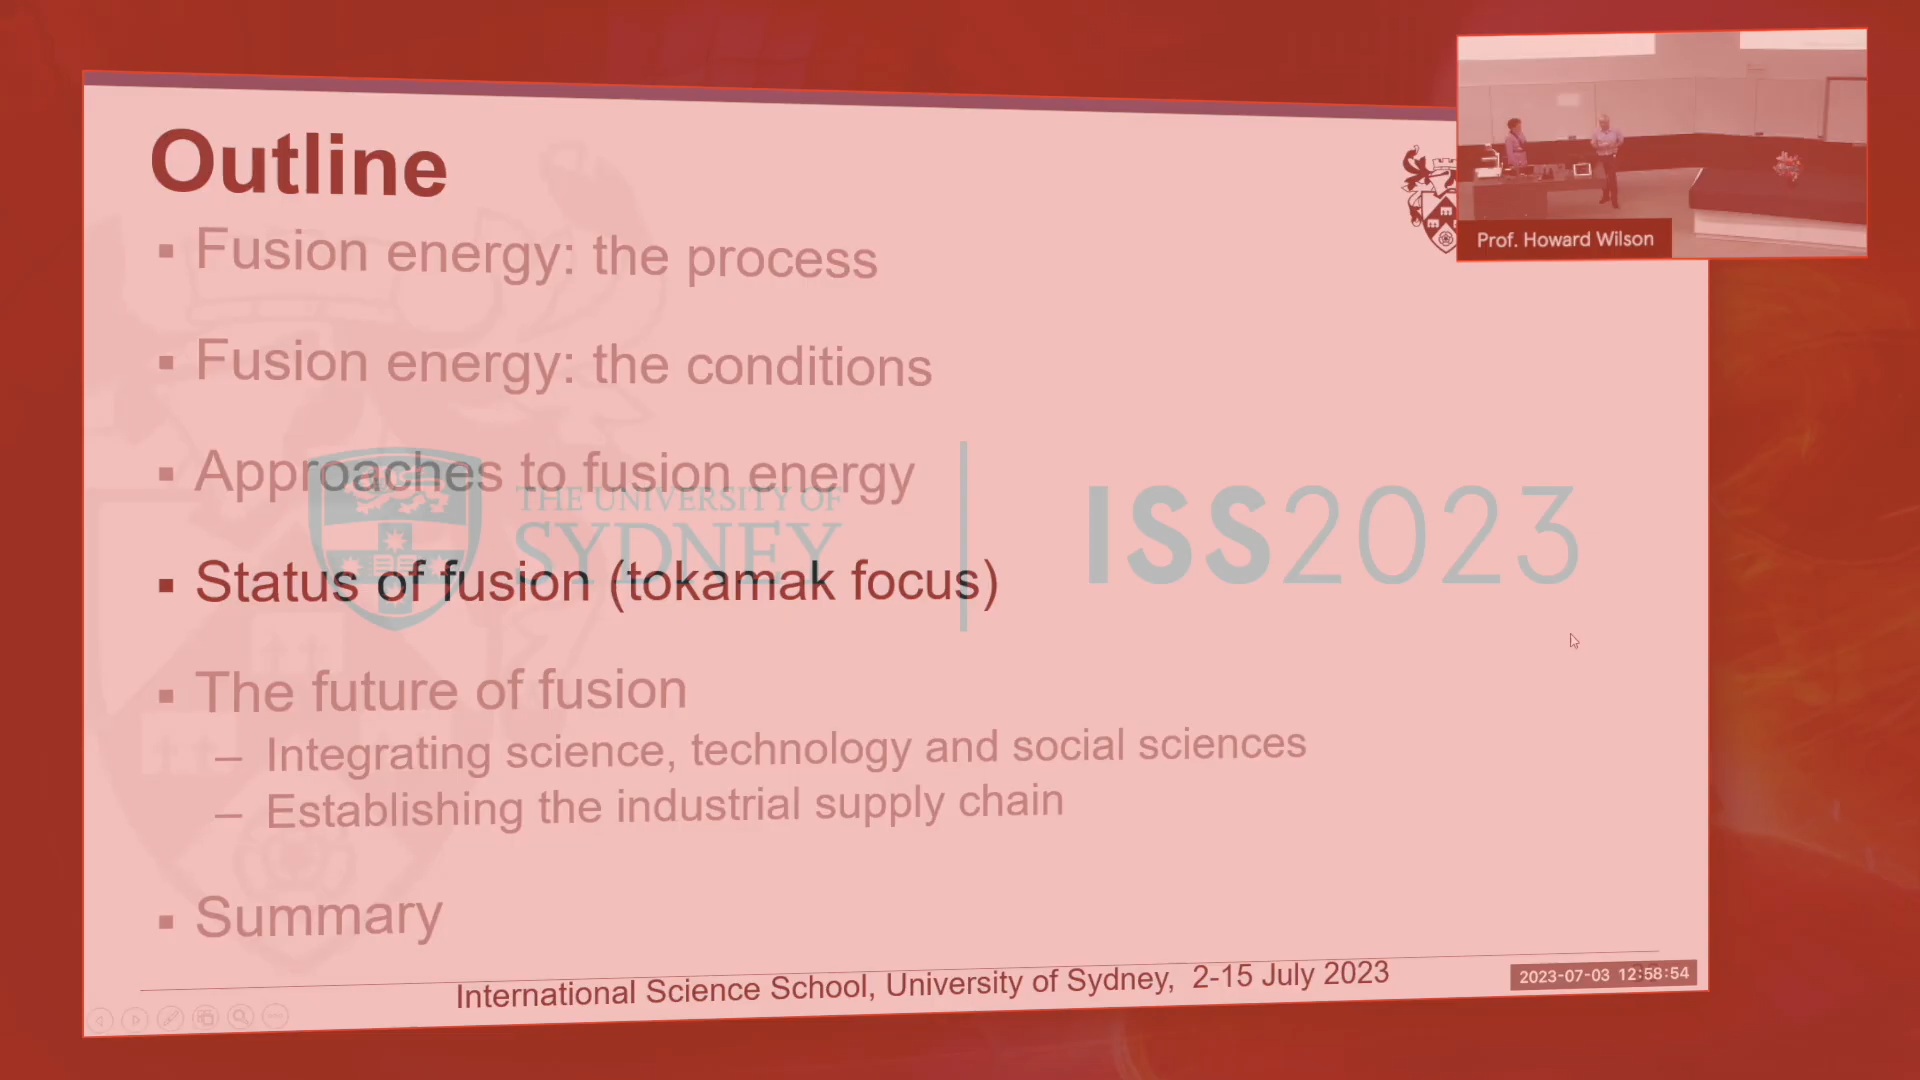 Outline
▪ Fusion energy: the process
▪ Fusion energy: the conditions
▪ Approaches to fusion energy
▪ Status of fusion (tokamak focus)
▪ The future of fusion
– Integrating science, technology and social sciences
– Establishing the industrial supply chain
▪ Summary
International Science School, University of Sydney, 2-15 July 2023
2023-07-03 12:58:54
Prof. Howard Wilson
THE UNIVERSITY OF
SYDNEY
ISS2023